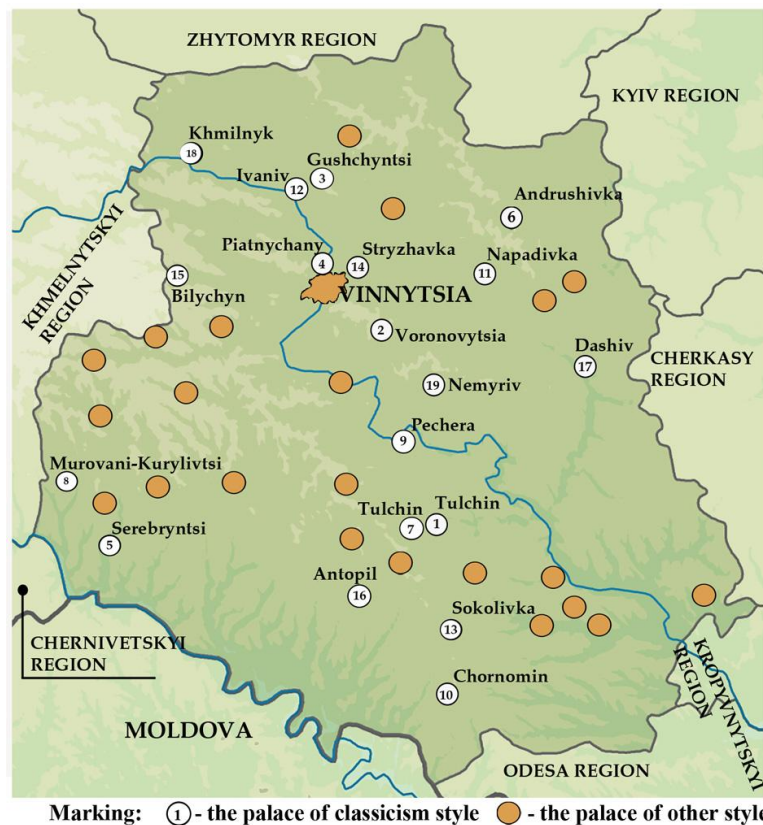 ZHYTOMYR REGION
KYIV REGION
Khmilnyk
18
Gushchyntsi
Ivaniv
3
12
Andrushivka
6
KHMELNYTSKYI
REGION
Piatnychany
4
Stryzhavka
14
Napadivka
11
15
Bilychyn
VINNYTSIA
2
Voronovytsia
Dashiv
17
CHERKASY
REGION
19
Nemyriv
Pechera
9
Murovani-Kurylivtsi
8
Tulchin
7
Tulchin
1
Serebryntsi
5
Antopil
16
Sokolivka
13
CHERNIVETSKYI
REGION
KROPYVNYTSKYI
REGION
Chornomin
10
MOLDOVA
ODESA REGION
Marking: 1 - the palace of classicism style - the palace of other style